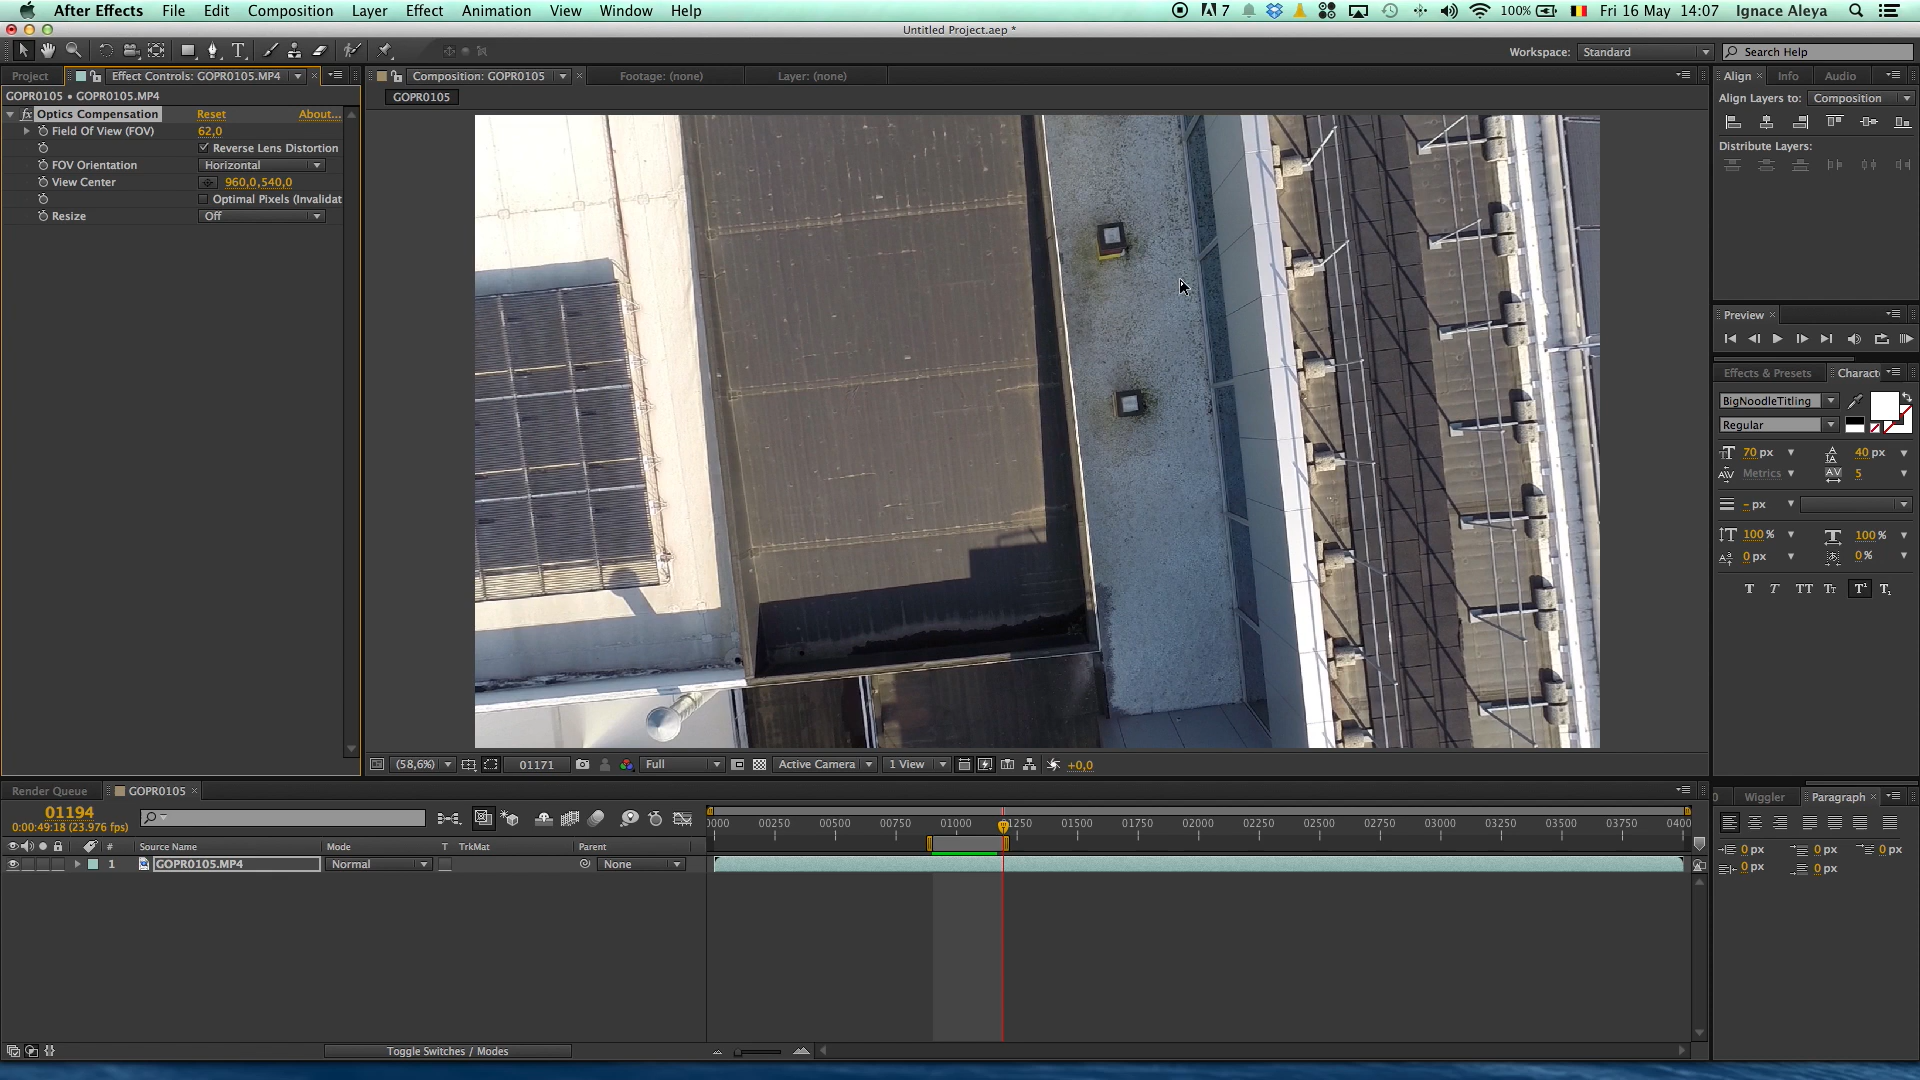 After Effects File Edit Composition Layer Effect Animation View Window Help 7 100% Fri 16 May 14:07 Ignace Aleya
Untitled Project.aep *
Workspace: Standard Search Help
Project Effect Controls: GOPR0105.MP4 Composition: GOPR0105 Footage: (none) Layer: (none) Align Info Audio
GOPR0105 • GOPR0105.MP4 GOPR0105 Align Layers to: Composition
fx Optics Compensation Reset About...
Field Of View (FOV) 62,0
Reverse Lens Distortion Distribute Layers:
FOV Orientation Horizontal
View Center 960,0,540,0
Optimal Pixels (Invalidat
Resize Off
Preview
Effects & Presets Charact
BigNoodleTitling
Regular
70 px 40 px
Metrics 5
- px
100 % 100 %
0 px 0 %
T T TT Tt T¹ T₁
(58,6%) 01171 Full Active Camera 1 View +0,0
Render Queue GOPR0105 Wiggler Paragraph
01194
0:00:49:18 (23.976 fps)
0000 00250 00500 00750 01000 01250 01500 01750 02000 02250 02500 02750 03000 03250 03500 03750 0400
# Source Name Mode T TrkMat Parent 0 px 0 px 0 px
1 GOPR0105.MP4 Normal None 0 px 0 px
Toggle Switches / Modes